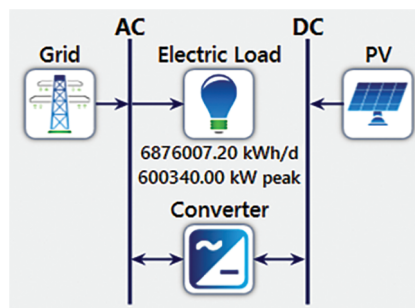 AC DC
Grid Electric Load PV
6876007.20 kWh/d
600340.00 kW peak
Converter